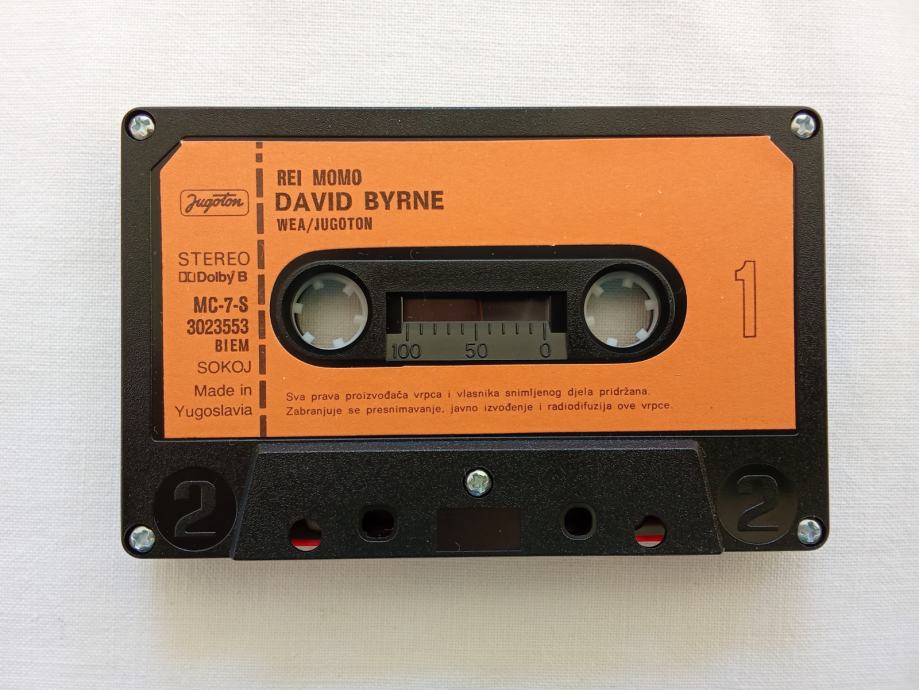 REI MOMO
DAVID BYRNE
WEA/JUGOTON
Jugoton
STEREO
Dolby B
MC-7-S
3023553
BIEM
SOKOJ
Made in
Yugoslavia
1
100 50 0
Sva prava proizvođača vrpca i vlasnika snimljenog djela pridržana.
Zabranjuje se presnimavanje, javno izvođenje i radiodifuzija ove vrpce.
2 2